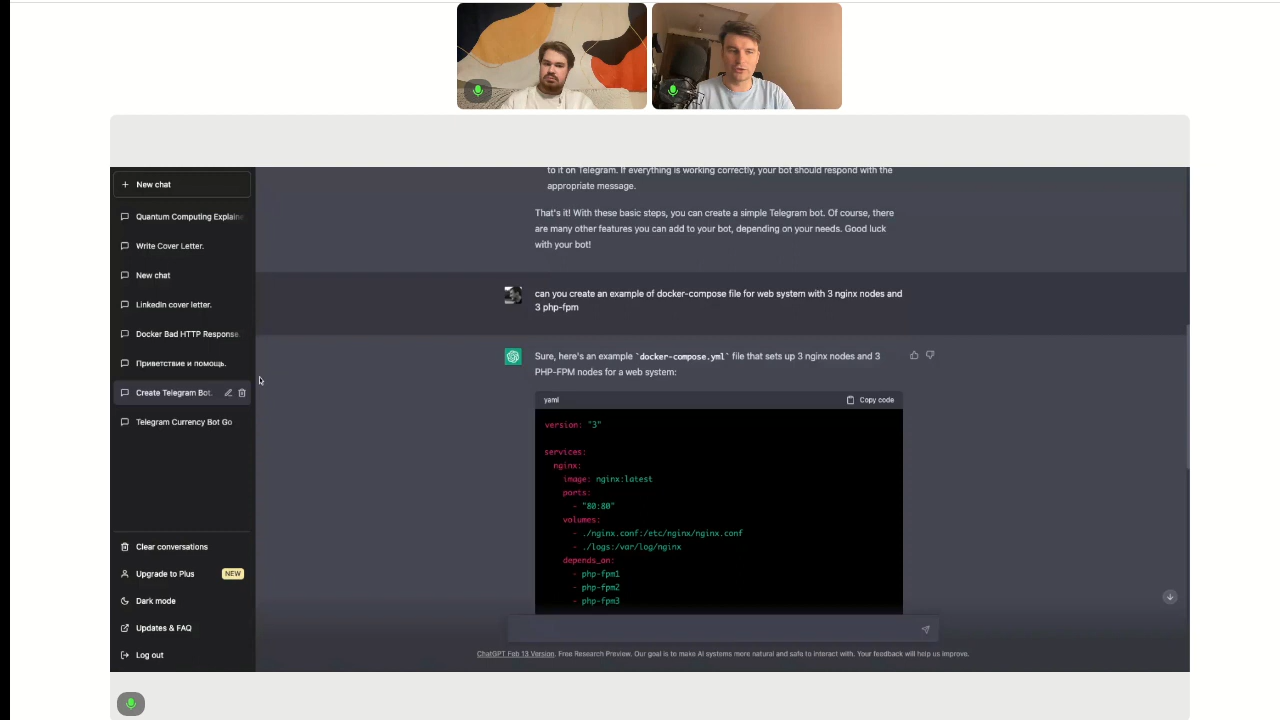 New chat
Quantum Computing Explain
Write Cover Letter.
New chat
LinkedIn cover letter.
Docker Bad HTTP Response
Приветствие и помощь.
Create Telegram Bot.
Telegram Currency Bot Go
Clear conversations
Upgrade to Plus NEW
Dark mode
Updates & FAQ
Log out
to it on Telegram. If everything is working correctly, your bot should respond with the
appropriate message.
That's it! With these basic steps, you can create a simple Telegram bot. Of course, there
are many other features you can add to your bot, depending on your needs. Good luck
with your bot!
can you create an example of docker-compose file for web system with 3 nginx nodes and
3 php-fpm
Sure, here's an example `docker-compose.yml` file that sets up 3 nginx nodes and 3
PHP-FPM nodes for a web system:
yaml Copy code
version: "3"
services:
nginx:
image: nginx:latest
ports:
- "80:80"
volumes:
- ./nginx.conf:/etc/nginx/nginx.conf
- ./logs:/var/log/nginx
depends_on:
- php-fpm1
- php-fpm2
- php-fpm3
ChatGPT Feb 13 Version. Free Research Preview. Our goal is to make AI systems more natural and safe to interact with. Your feedback will help us improve.